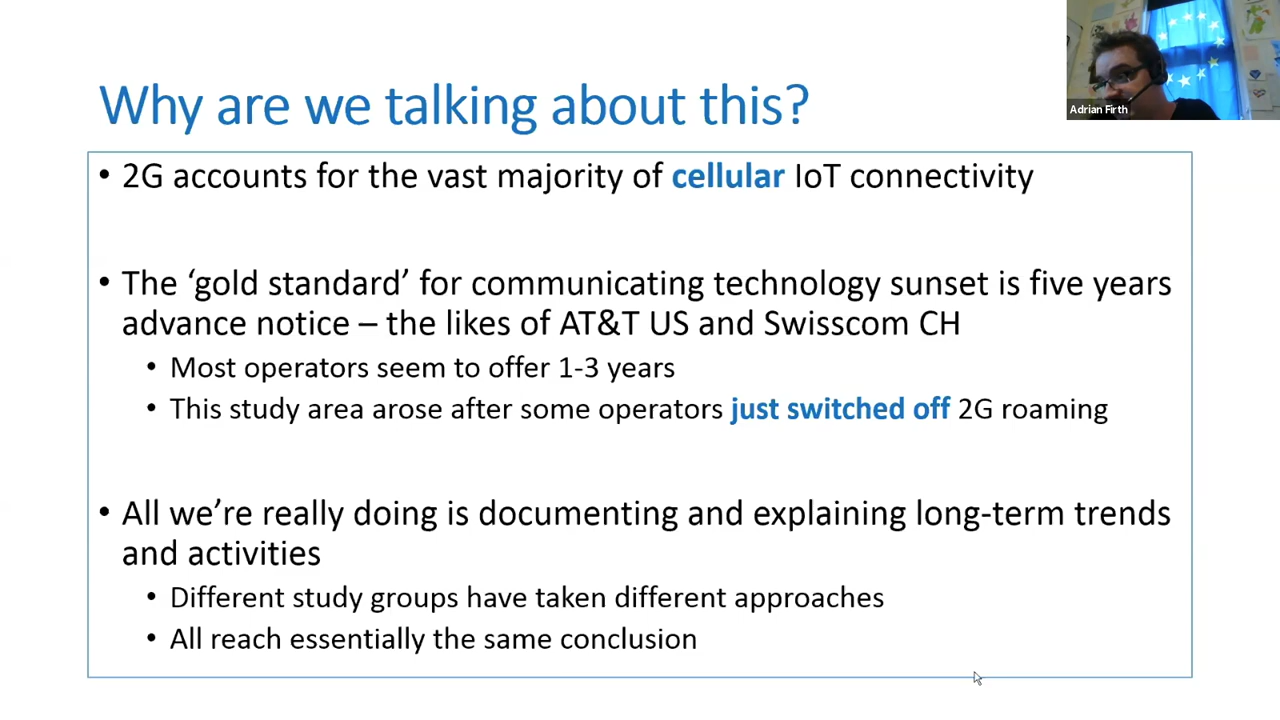 Why are we talking about this?
Adrian Firth
• 2G accounts for the vast majority of cellular IoT connectivity
• The ‘gold standard’ for communicating technology sunset is five years
advance notice – the likes of AT&T US and Swisscom CH
• Most operators seem to offer 1-3 years
• This study area arose after some operators just switched off 2G roaming
• All we’re really doing is documenting and explaining long-term trends
and activities
• Different study groups have taken different approaches
• All reach essentially the same conclusion